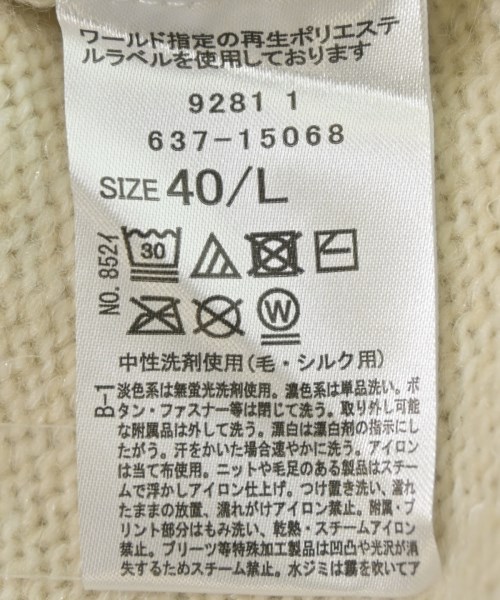 ワールド指定の再生ポリエステ
ルラベルを使用しております
9281 1
637-15068
SIZE 40/L
NO. 852イ
30
W
中性洗剤使用(毛・シルク用)
B-1
淡色系は無蛍光洗剤使用。濃色系は単品洗い。ボ
タン・ファスナー等は閉じて洗う。取り外し可能
な附属品は外して洗う。漂白は漂白剤の指示にし
たがう。汗をかいた場合速やかに洗う。アイロン
は当て布使用。ニットや毛足のある製品はスチー
ムで浮かしアイロン仕上げ。つけ置き洗い、濡れ
たままの放置、濡れがけアイロン禁止。附属・プ
リント部分はもみ洗い、乾熱・スチームアイロン
禁止。プリーツ等特殊加工製品は凹凸や光沢が消
失するためスチーム禁止。水ジミは霧を吹いてア